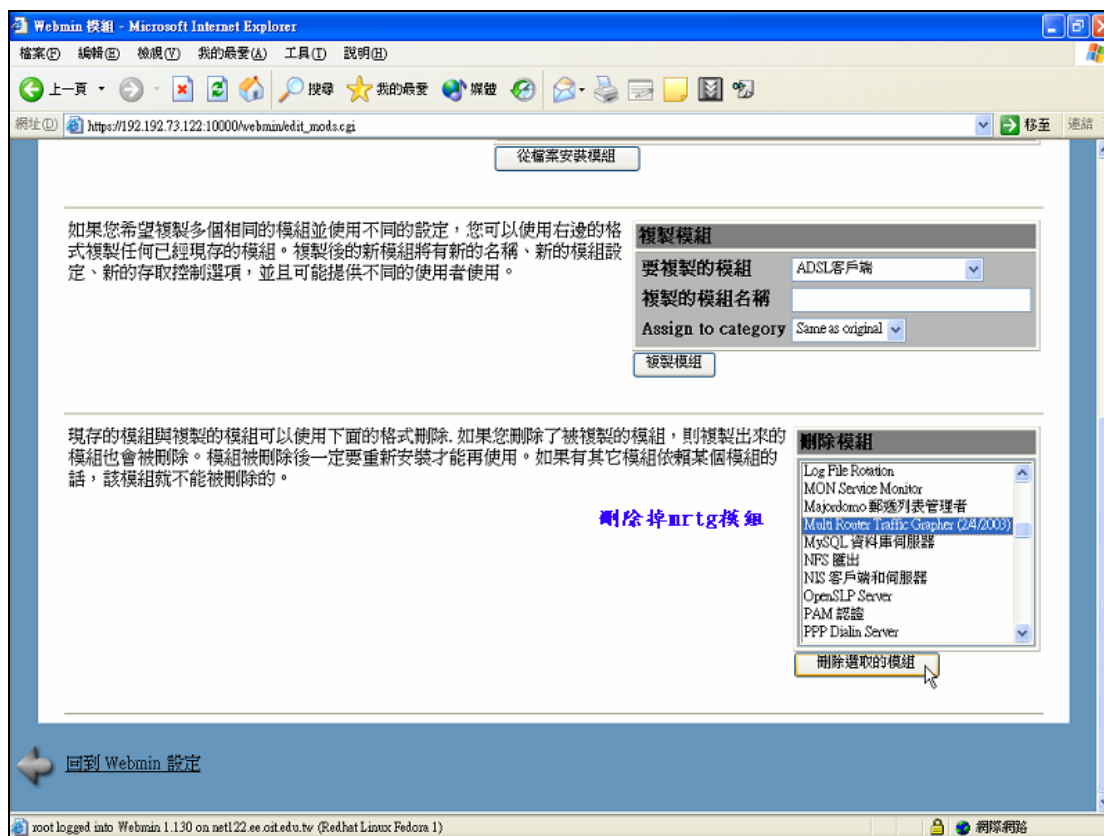 Webmin 模組 - Microsoft Internet Explorer
檔案(F) 編輯(E) 檢視(V) 我的最愛(A) 工具(T) 說明(H)
上一頁 搜尋 我的最愛 媒體
網址(D) https://192.192.73.122:10000/webmin/edit_mods.cgi 移至 連結
從檔案安裝模組
如果您希望複製多個相同的模組並使用不同的設定，您可以使用右邊的格
式複製任何已經現存的模組。複製後的新模組將有新的名稱、新的模組設
定、新的存取控制選項，並且可能提供不同的使用者使用。
複製模組
要複製的模組 ADSL客戶端
複製的模組名稱
Assign to category Same as original
複製模組
現存的模組與複製的模組可以使用下面的格式刪除. 如果您刪除了被複製的模組，則複製出來的
模組也會被刪除。模組被刪除後一定要重新安裝才能再使用。如果有其它模組依賴某個模組的
話，該模組就不能被刪除的。
刪除掉mrtg模組
刪除模組
Log File Rotation
MON Service Monitor
Majordomo 郵遞列表管理者
Multi Router Traffic Grapher (2/4/2003)
MySQL 資料庫伺服器
NFS 匯出
NIS 客戶端和伺服器
OpenSLP Server
PAM 認證
PPP Dialin Server
刪除選取的模組
回到 Webmin 設定
root logged into Webmin 1.130 on net122.ee.oit.edu.tw (Redhat Linux Fedora 1) 網際網路